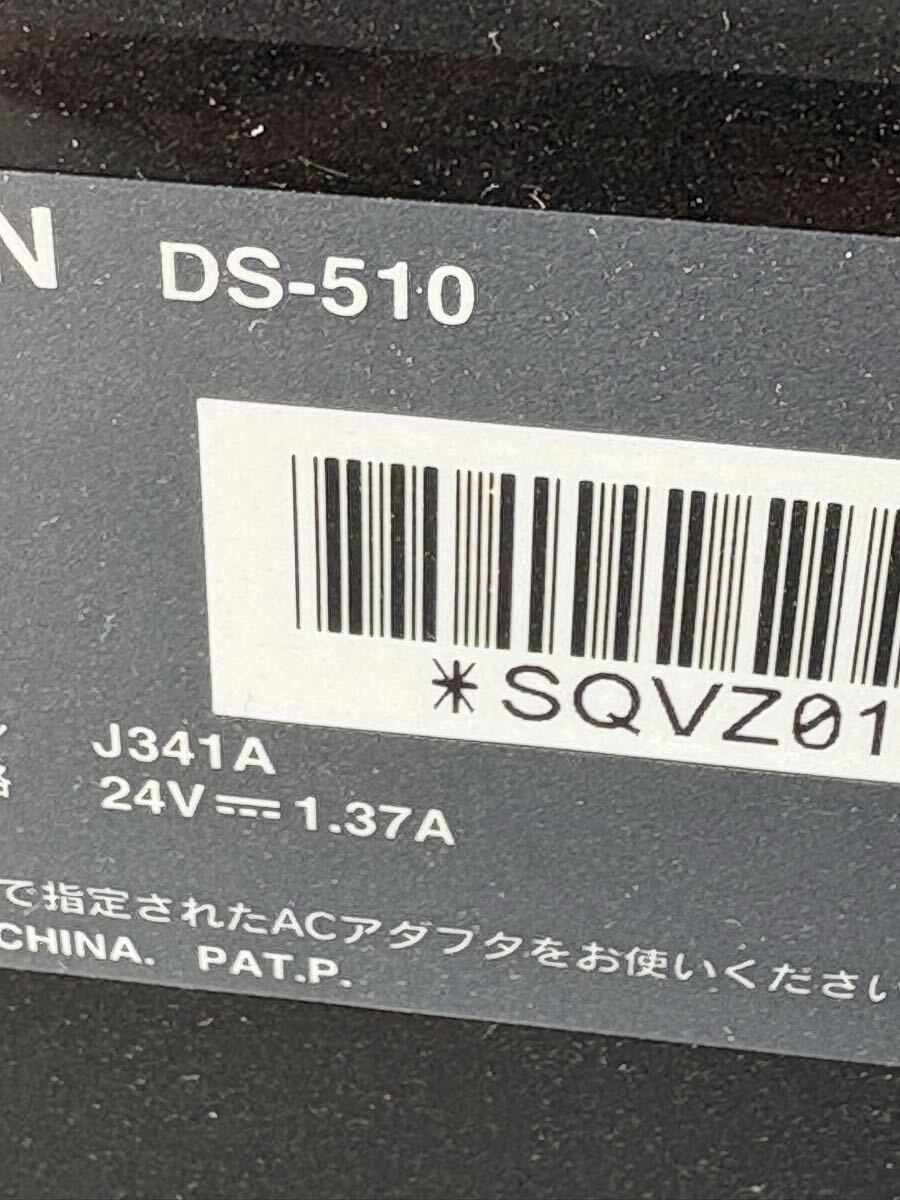 N DS-510
*SQVZ01
J341A
24V⎓1.37A
で指定されたACアダプタをお使いください
CHINA. PAT.P.